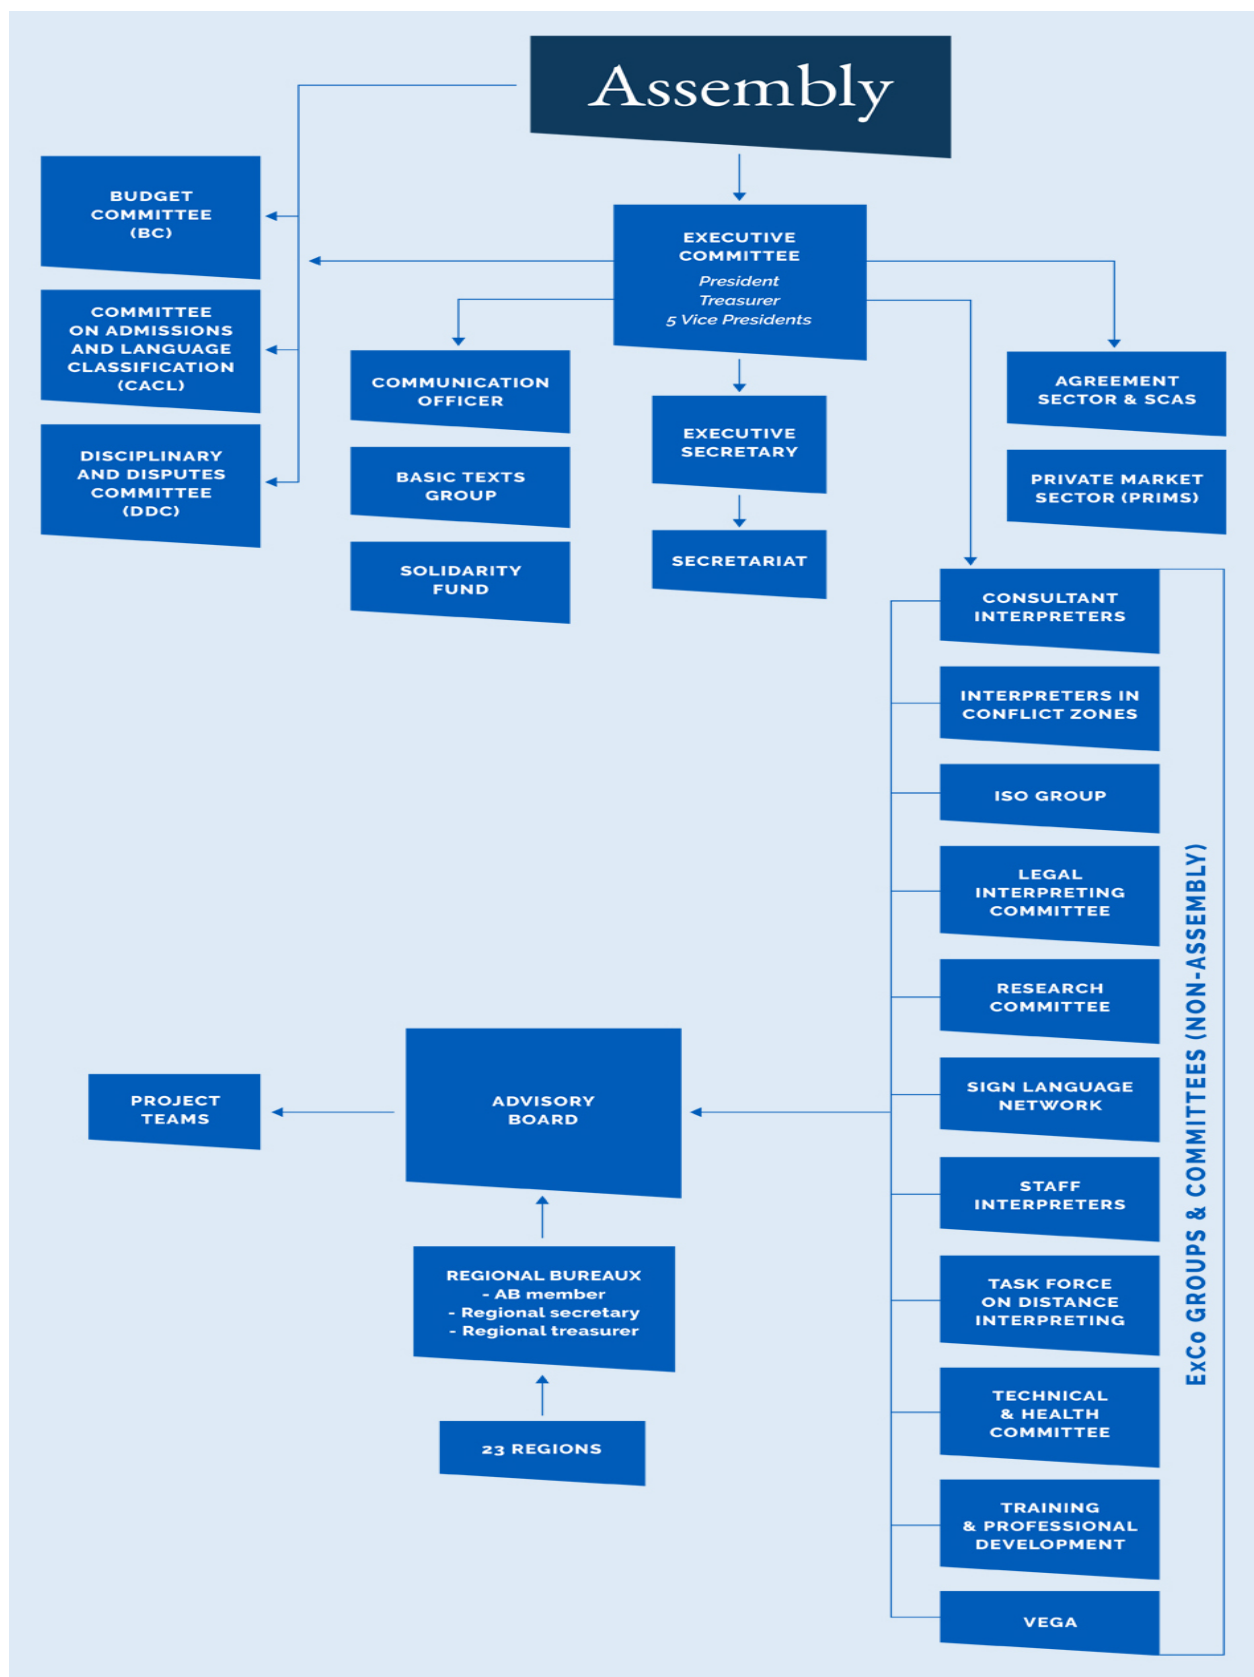 Assembly
BUDGET
COMMITTEE
(BC)
COMMITTEE
ON ADMISSIONS
AND LANGUAGE
CLASSIFICATION
(CACL)
DISCIPLINARY
AND DISPUTES
COMMITTEE
(DDC)
EXECUTIVE
COMMITTEE
President
Treasurer
5 Vice Presidents
COMMUNICATION
OFFICER
BASIC TEXTS
GROUP
SOLIDARITY
FUND
EXECUTIVE
SECRETARY
SECRETARIAT
AGREEMENT
SECTOR & SCAS
PRIVATE MARKET
SECTOR (PRIMS)
CONSULTANT
INTERPRETERS
INTERPRETERS IN
CONFLICT ZONES
ISO GROUP
LEGAL
INTERPRETING
COMMITTEE
RESEARCH
COMMITTEE
SIGN LANGUAGE
NETWORK
STAFF
INTERPRETERS
TASK FORCE
ON DISTANCE
INTERPRETING
TECHNICAL
& HEALTH
COMMITTEE
TRAINING
& PROFESSIONAL
DEVELOPMENT
VEGA
ExCo GROUPS & COMMITTEES (NON-ASSEMBLY)
PROJECT
TEAMS
ADVISORY
BOARD
REGIONAL BUREAUX
- AB member
- Regional secretary
- Regional treasurer
23 REGIONS